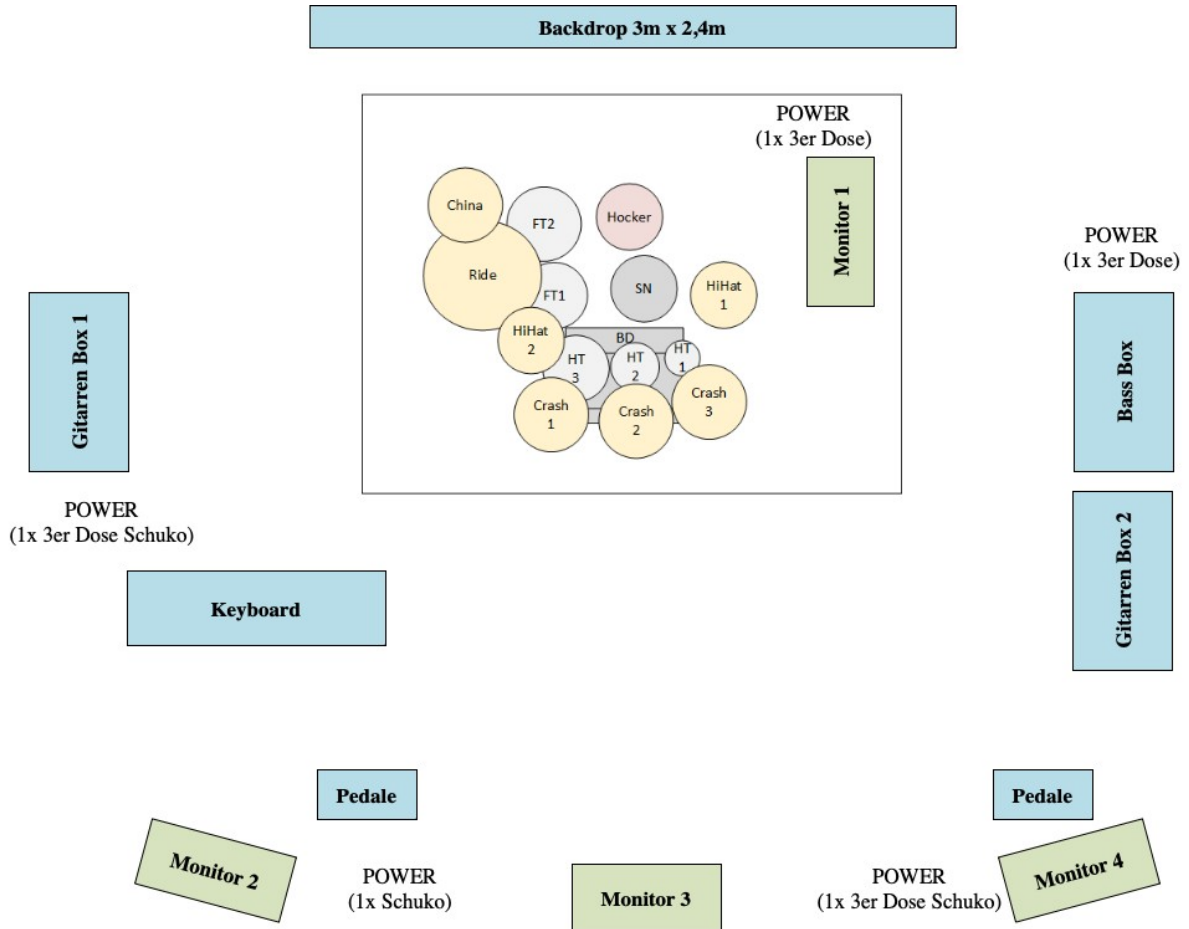 Backdrop 3m x 2,4m
POWER
(1x 3er Dose)
Monitor 1
China
FT2
Hocker
Ride
FT1
SN
HiHat
1
HiHat
2
BD
HT
3
HT
2
HT
1
Crash
1
Crash
2
Crash
3
POWER
(1x 3er Dose)
Bass Box
Gitarren Box 1
POWER
(1x 3er Dose Schuko)
Gitarren Box 2
Keyboard
Pedale
Pedale
Monitor 2
POWER
(1x Schuko)
Monitor 3
POWER
(1x 3er Dose Schuko)
Monitor 4